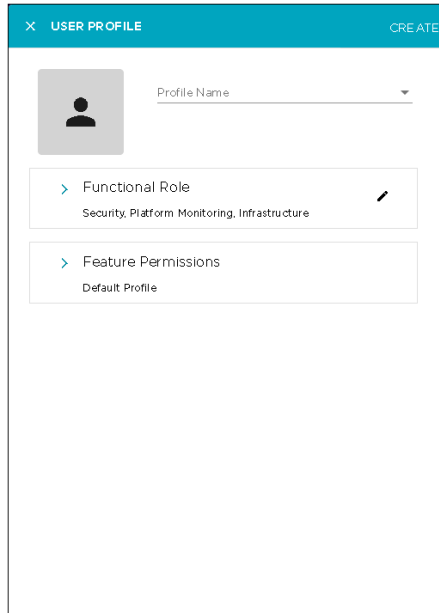 USER PROFILE
CREATE
Profile Name
Functional Role
Security, Platform Monitoring, Infrastructure
Feature Permissions
Default Profile